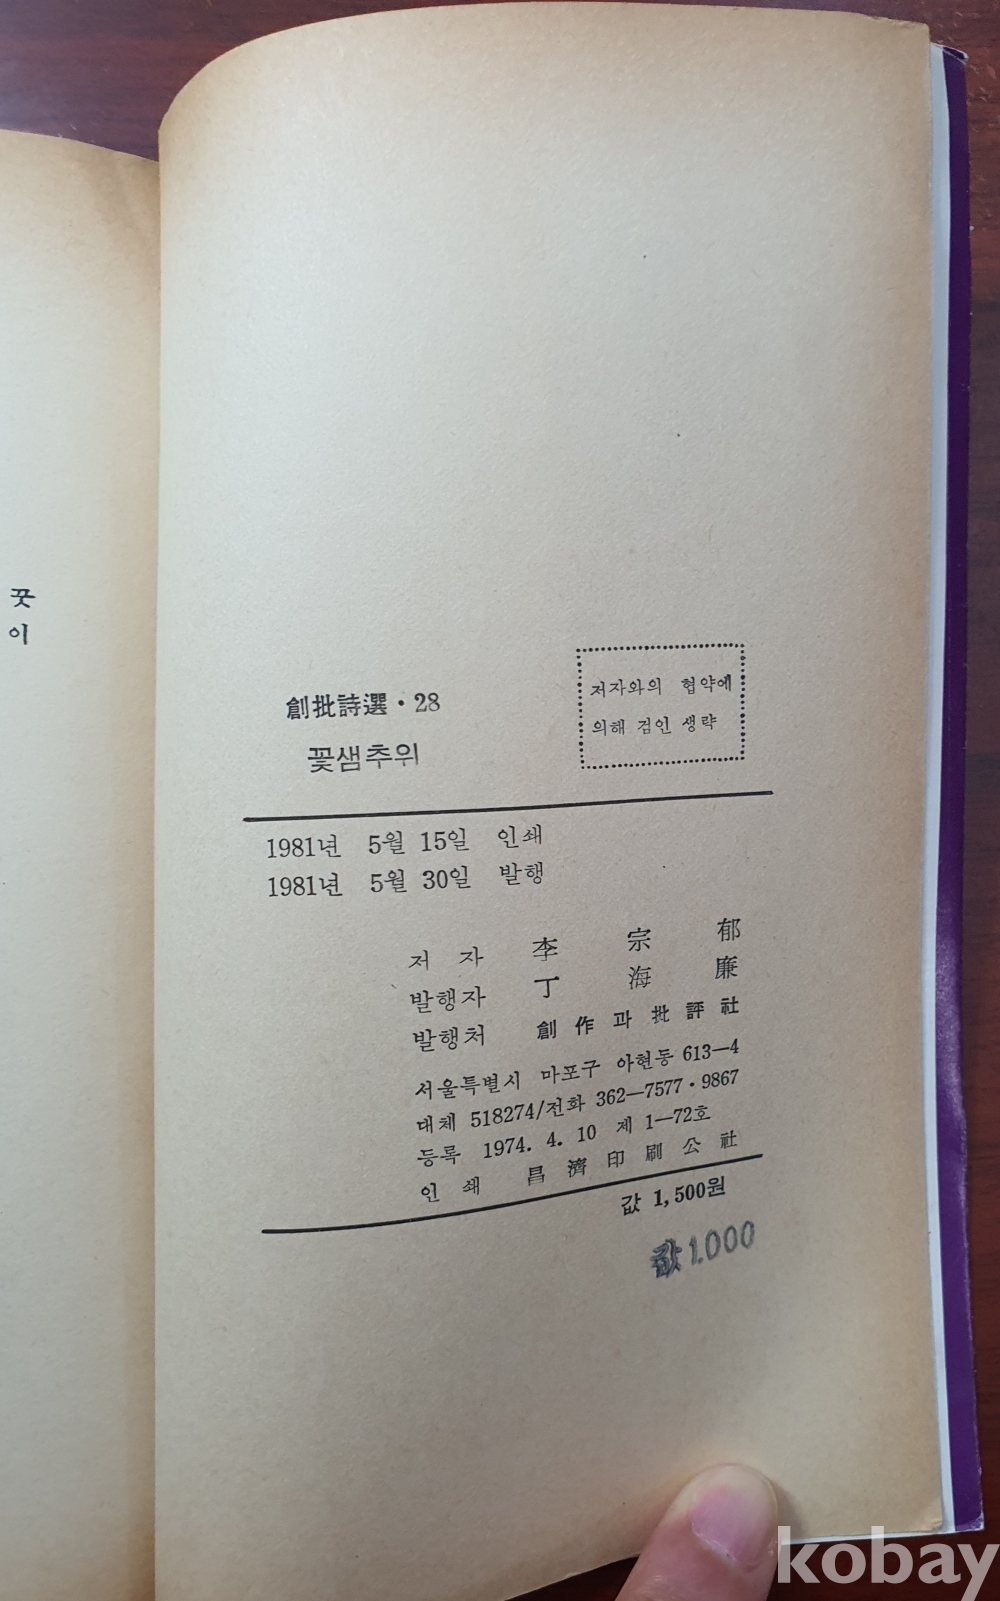 꿋
이
創批詩選·28
꽃샘추위
저자와의 협약에
의해 검인 생략
1981년 5월 15일 인쇄
1981년 5월 30일 발행
저 자 李 宗 郁
발행자 丁 海 廉
발행처 創 作 과 批 評 社
서울특별시 마포구 아현동 613—4
대체 518274/전화 362—7577·9867
등록 1974. 4. 10 제 1—72호
인 쇄 昌 濟 印 刷 公 社
값 1,500원
값 1.000
kobay